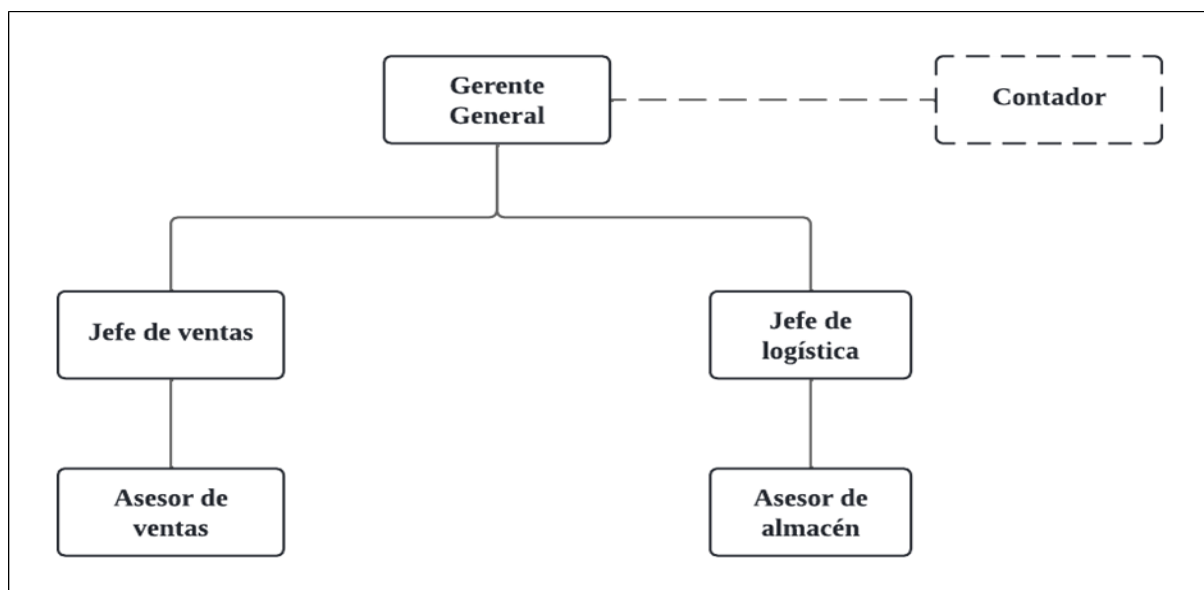 Gerente
General
Contador
Jefe de ventas
Jefe de
logística
Asesor de
ventas
Asesor de
almacén